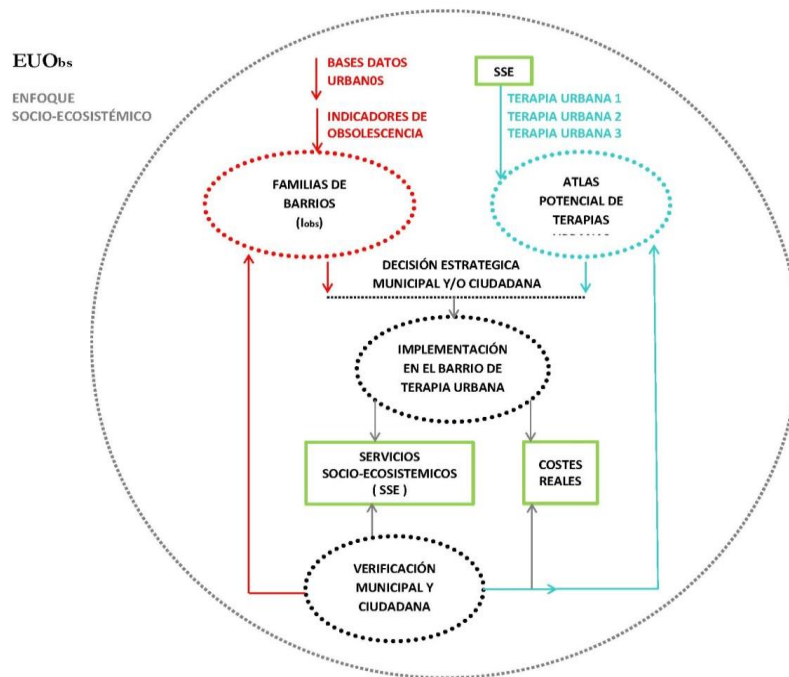 EUObs
ENFOQUE
SOCIO-ECOSISTÉMICO
BASES DATOS
URBAN0S
INDICADORES DE
OBSOLESCENCIA
SSE
TERAPIA URBANA 1
TERAPIA URBANA 2
TERAPIA URBANA 3
FAMILIAS DE
BARRIOS
(Iobs)
ATLAS
POTENCIAL DE
TERAPIAS
DECISIÓN ESTRATEGICA
MUNICIPAL Y/O CIUDADANA
IMPLEMENTACIÓN
EN EL BARRIO DE
TERAPIA URBANA
SERVICIOS
SOCIO-ECOSISTEMICOS
( SSE )
COSTES
REALES
VERIFICACIÓN
MUNICIPAL Y
CIUDADANA